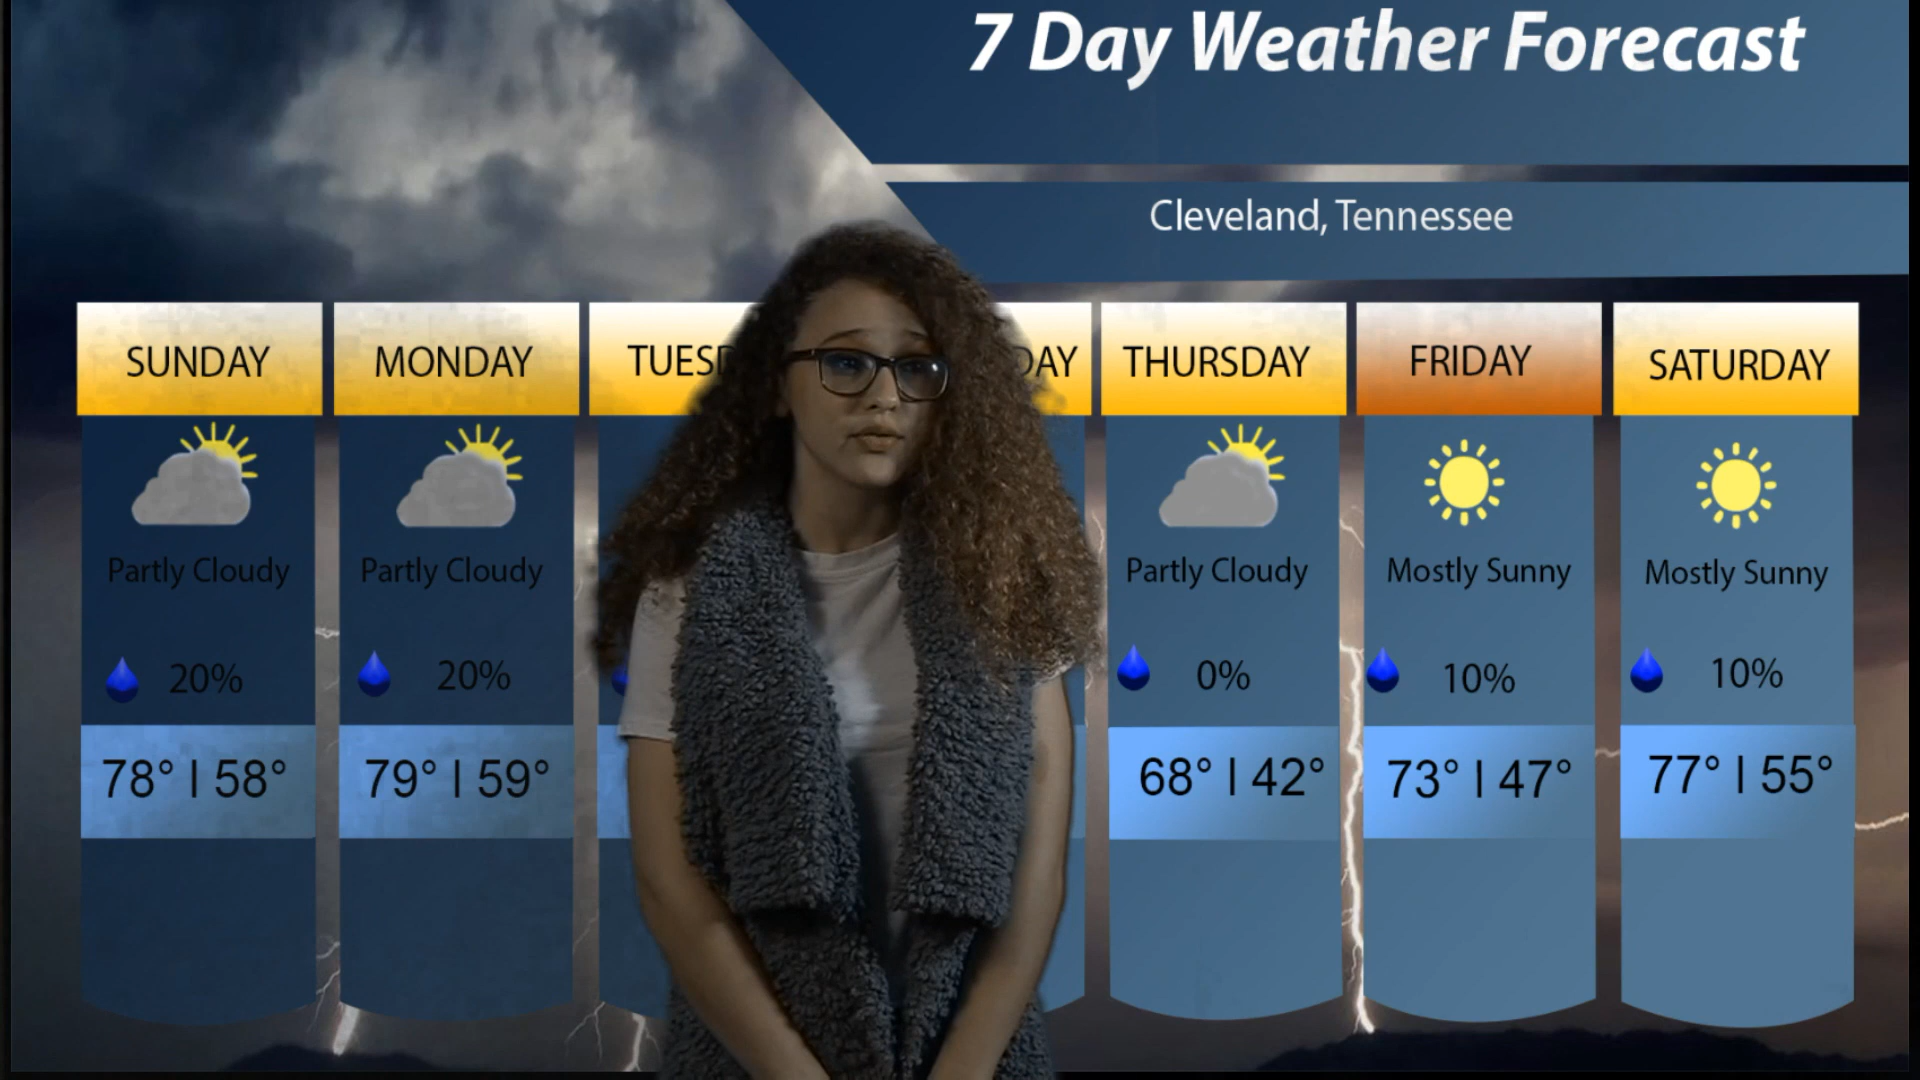 7 Day Weather Forecast
Cleveland, Tennessee
SUNDAY MONDAY THURSDAY FRIDAY SATURDAY
Partly Cloudy Partly Cloudy Partly Cloudy Mostly Sunny Mostly Sunny
20% 20% 0% 10% 10%
78° | 58° 79° | 59° 68° | 42° 73° | 47° 77° | 55°